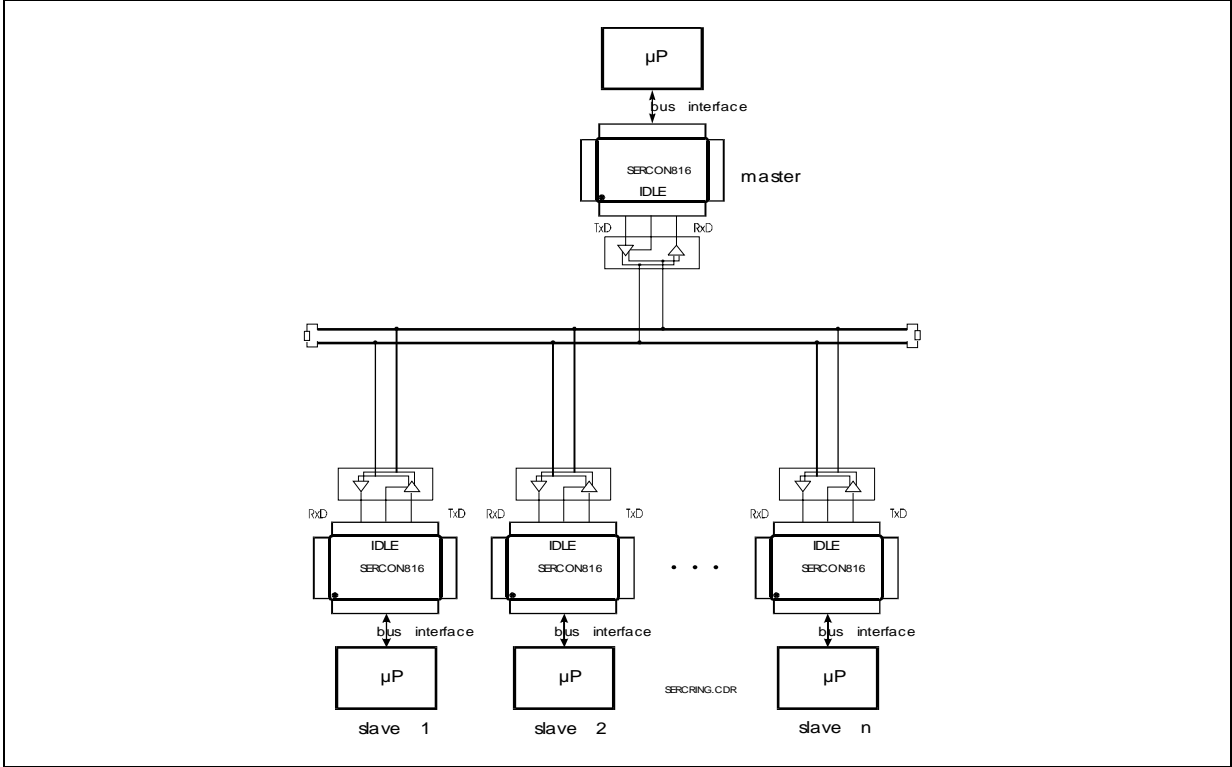 µP
bus interface
SERCON816
IDLE
master
TxD
RxD
RxD
TxD
RxD
TxD
RxD
TxD
IDLE
SERCON816
IDLE
SERCON816
. . .
IDLE
SERCON816
bus interface
bus interface
bus interface
µP
µP
SERCRING.CDR
µP
slave 1
slave 2
slave n